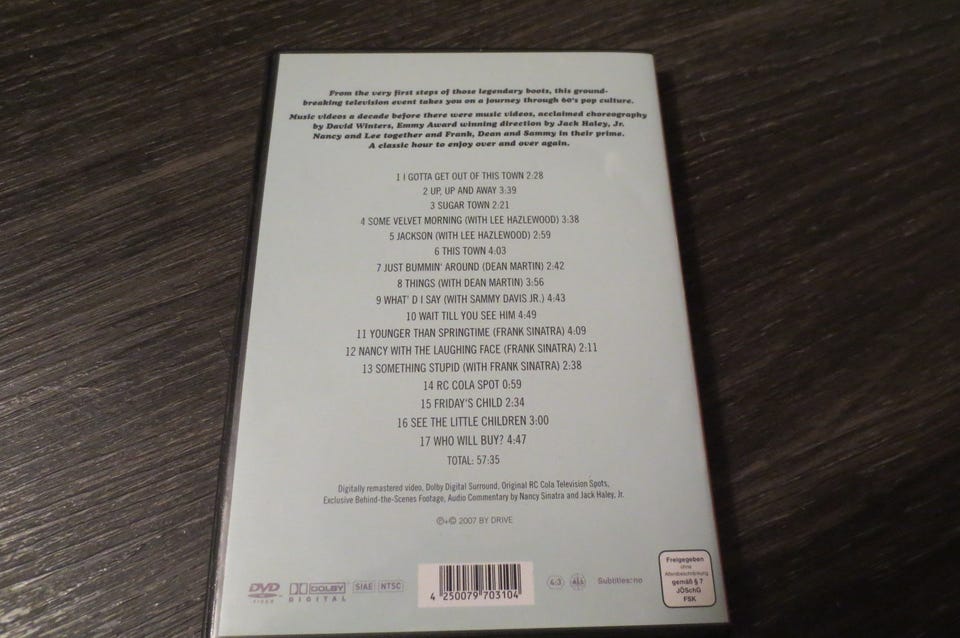 From the very first steps of those legendary boots, this ground-
breaking television event takes you on a journey through 60's pop culture.
Music videos a decade before there were music videos, acclaimed choreography
by David Winters, Emmy Award winning direction by Jack Haley, Jr.
Nancy and Lee together and Frank, Dean and Sammy in their prime.
A classic hour to enjoy over and over again.
1 I GOTTA GET OUT OF THIS TOWN 2:28
2 UP, UP AND AWAY 3:39
3 SUGAR TOWN 2:21
4 SOME VELVET MORNING (WITH LEE HAZLEWOOD) 3:38
5 JACKSON (WITH LEE HAZLEWOOD) 2:59
6 THIS TOWN 4:03
7 JUST BUMMIN' AROUND (DEAN MARTIN) 2:42
8 THINGS (WITH DEAN MARTIN) 3:56
9 WHAT' D I SAY (WITH SAMMY DAVIS JR.) 4:43
10 WAIT TILL YOU SEE HIM 4:49
11 YOUNGER THAN SPRINGTIME (FRANK SINATRA) 4:09
12 NANCY WITH THE LAUGHING FACE (FRANK SINATRA) 2:11
13 SOMETHING STUPID (WITH FRANK SINATRA) 2:38
14 RC COLA SPOT 0:59
15 FRIDAY'S CHILD 2:34
16 SEE THE LITTLE CHILDREN 3:00
17 WHO WILL BUY? 4:47
TOTAL: 57:35
Digitally remastered video, Dolby Digital Surround, Original RC Cola Television Spots,
Exclusive Behind-the-Scenes Footage, Audio Commentary by Nancy Sinatra and Jack Haley, Jr.
℗+© 2007 BY DRIVE
DVD
VIDEO
DOLBY
DIGITAL
SIAE
NTSC
4 250079 703104
4:3
ALL
Subtitles: no
Freigegeben
ohne
Altersbeschränkung
gemäß § 7
JÖSchG
FSK